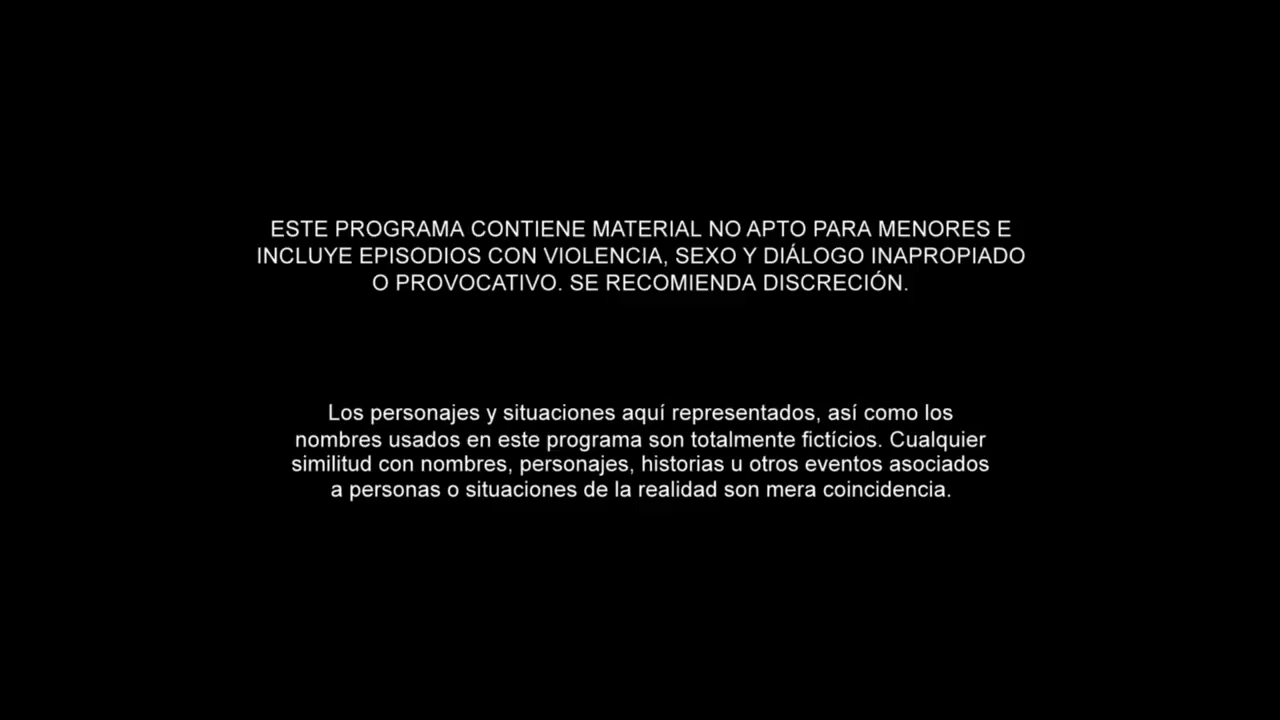 ESTE PROGRAMA CONTIENE MATERIAL NO APTO PARA MENORES E
INCLUYE EPISODIOS CON VIOLENCIA, SEXO Y DIÁLOGO INAPROPIADO
O PROVOCATIVO. SE RECOMIENDA DISCRECIÓN.
Los personajes y situaciones aquí representados, así como los
nombres usados en este programa son totalmente fictícios. Cualquier
similitud con nombres, personajes, historias u otros eventos asociados
a personas o situaciones de la realidad son mera coincidencia.